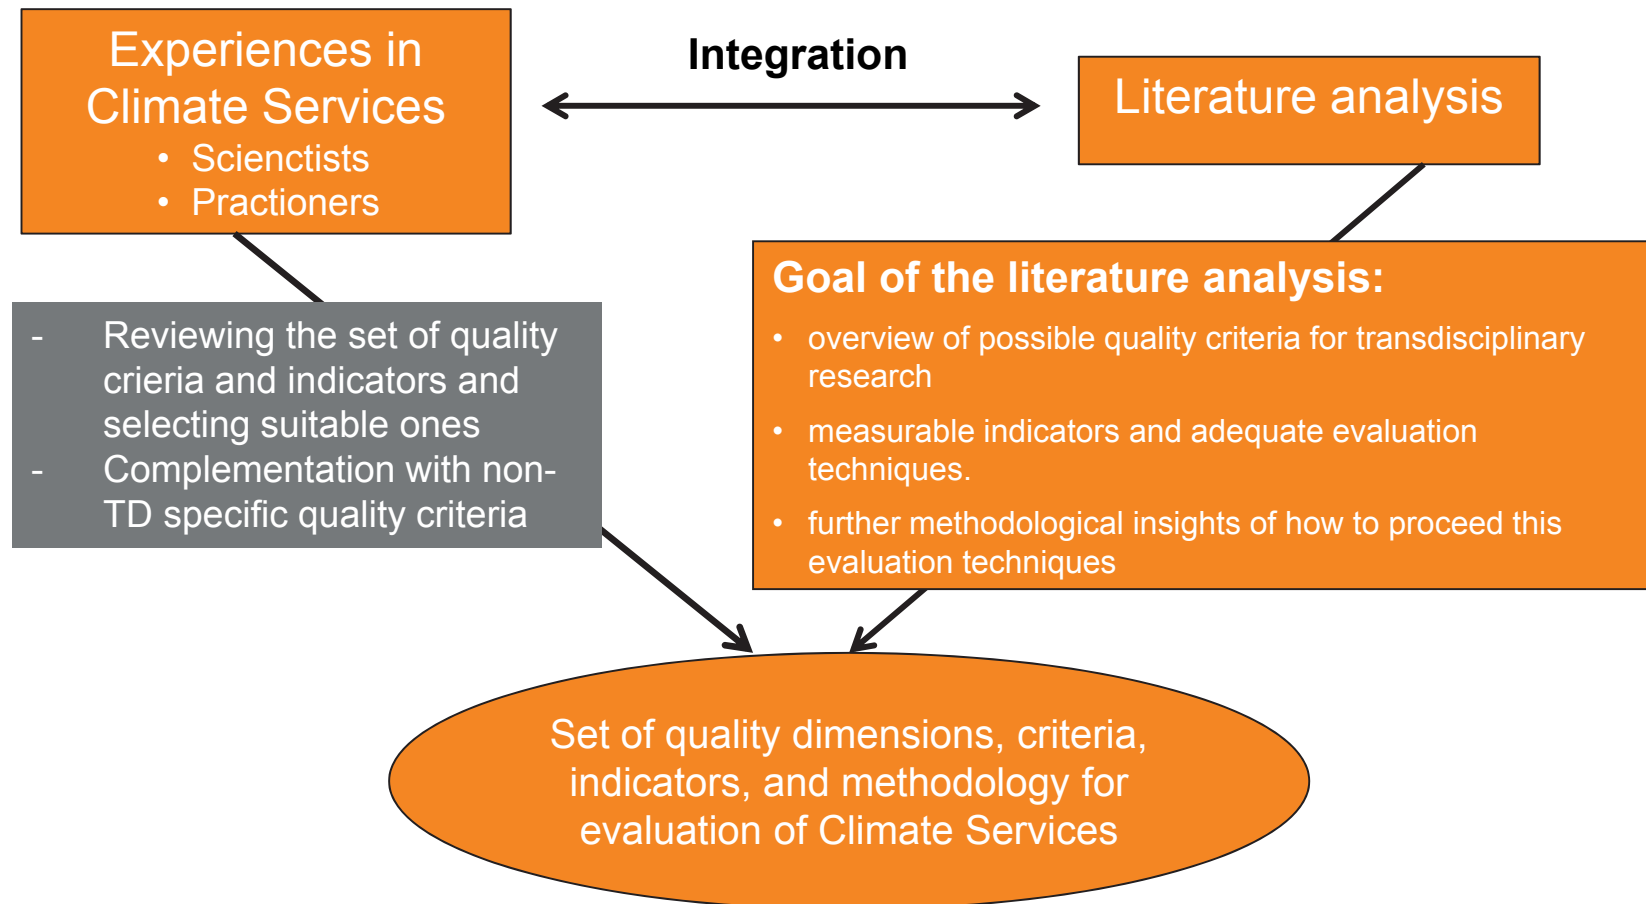 Experiences in
Climate Services
• Scienctists
• Practioners
Integration
Literature analysis
- Reviewing the set of quality
crieria and indicators and
selecting suitable ones
- Complementation with non-
TD specific quality criteria
Goal of the literature analysis:
• overview of possible quality criteria for transdisciplinary
research
• measurable indicators and adequate evaluation
techniques.
• further methodological insights of how to proceed this
evaluation techniques
Set of quality dimensions, criteria,
indicators, and methodology for
evaluation of Climate Services